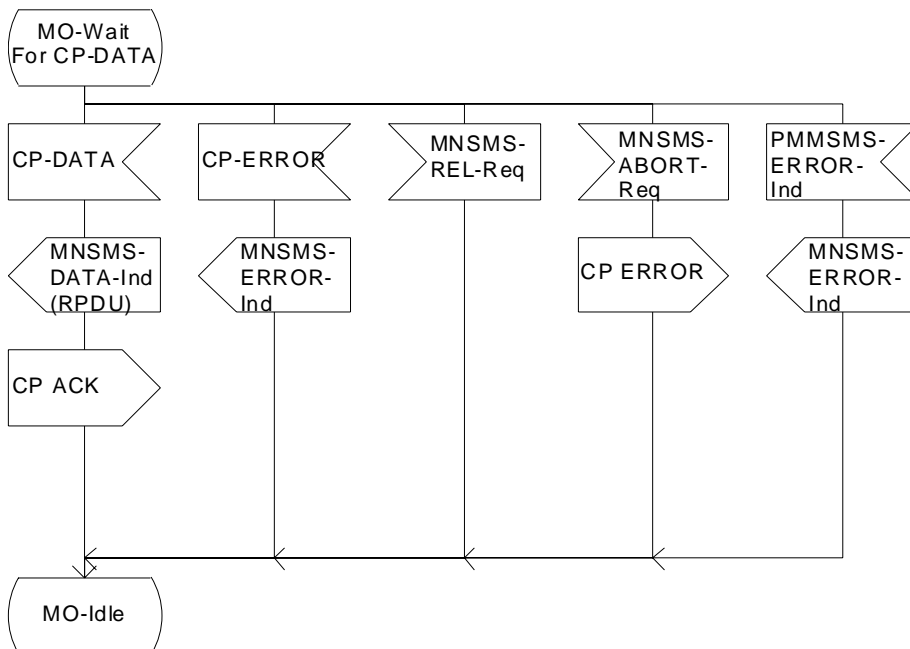 MO-Wait
For CP-DATA
CP-DATA
CP-ERROR
MNSMS-
REL-Req
MNSMS-
ABORT-
Req
PMMSMS-
ERROR-
Ind
MNSMS-
DATA-Ind
(RPDU)
MNSMS-
ERROR-
Ind
CP ERROR
MNSMS-
ERROR-
Ind
CP ACK
MO-Idle